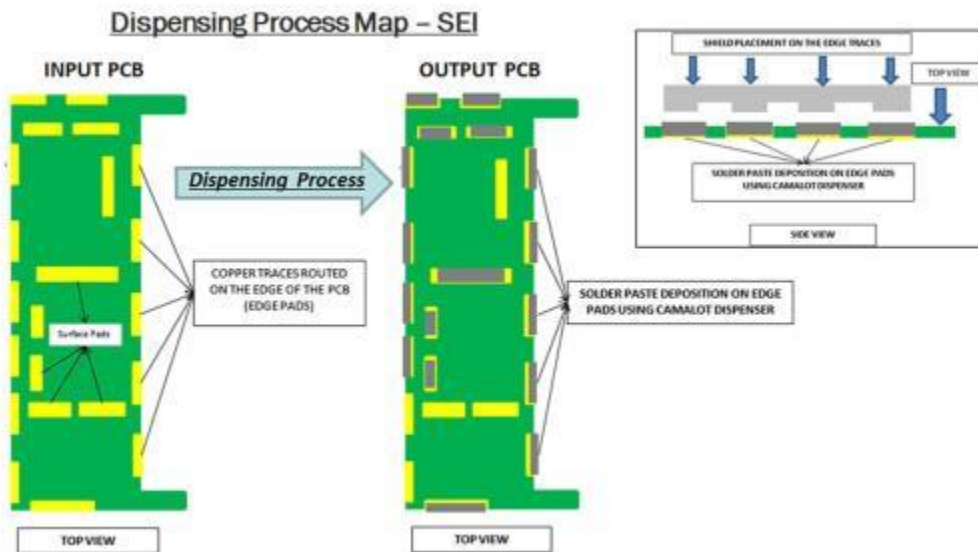 Dispensing Process Map – SEI
INPUT PCB
OUTPUT PCB
Dispensing Process
COPPER TRACES ROUTED
ON THE EDGE OF THE PCB
(EDGE PADS)
Surface Pads
TOP VIEW
SOLDER PASTE DEPOSITION ON EDGE
PADS USING CAMALOT DISPENSER
TOP VIEW
SHIELD PLACEMENT ON THE EDGE TRACES
TOP VIEW
SOLDER PASTE DEPOSITION ON EDGE PADS
USING CAMALOT DISPENSER
SIDE VIEW